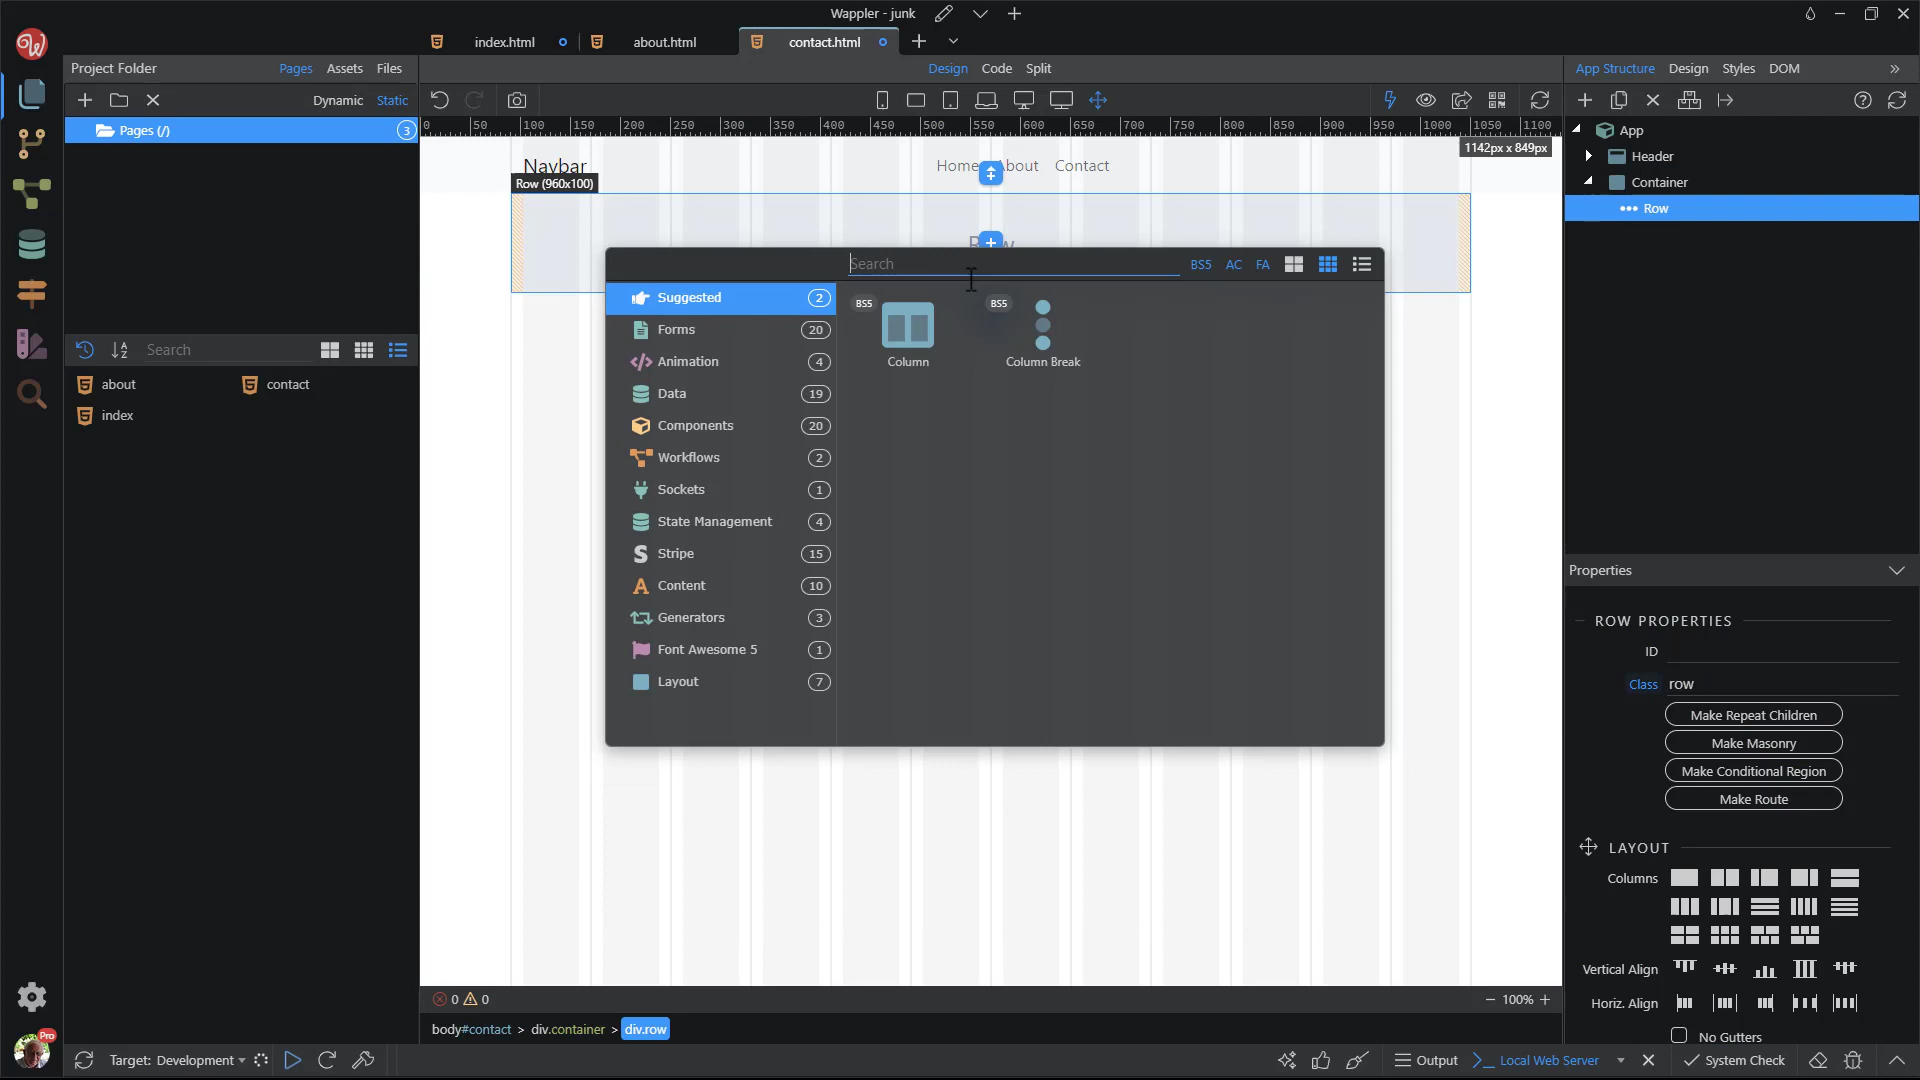 Wappler - junk
index.html
about.html
contact.html
Project Folder
Pages Assets Files
Design Code Split
App Structure Design Styles DOM
Dynamic Static
Pages (/) 3
0 50 100 150 200 250 300 350 400 450 500 550 600 650 700 750 800 850 900 950 1000 1050 1100
1142px x 849px
App
Header
Container
Row
Navbar
Home About Contact
Row (960x100)
Search
BS5 AC FA
Suggested 2
Forms 20
Animation 4
Data 19
Components 20
Workflows 2
Sockets 1
State Management 4
Stripe 15
Content 10
Generators 3
Font Awesome 5 1
Layout 7
BS5
Column
BS5
Column Break
Search
about
contact
index
Properties
ROW PROPERTIES
ID
Class row
Make Repeat Children
Make Masonry
Make Conditional Region
Make Route
LAYOUT
Columns
Vertical Align
Horiz. Align
No Gutters
0 0
100%
body#contact > div.container > div.row
Pro
Target: Development
Output
Local Web Server
System Check